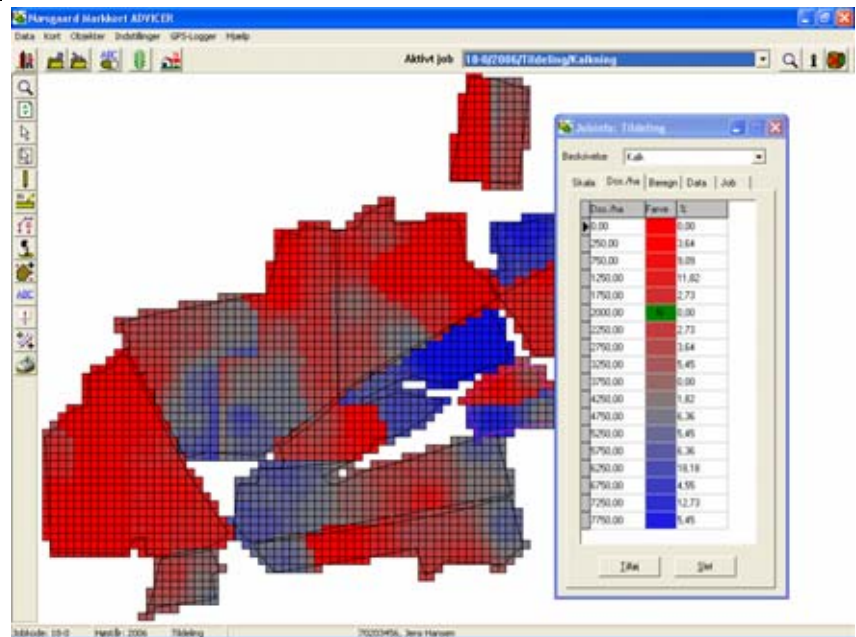 Næsgaard Markkort ADVICER
Data Kort Objekter Indstillinger GPS-Logger Hjælp
Aktivt job 10-0/2006/Tildeling/Kalkning
Jobinfo: Tildeling
Beskrivelse Kalk
Skala Dos./ha Beregn Data Job
Dos./ha Farve %
0,00 0,00
250,00 3,64
750,00 9,09
1250,00 11,82
1750,00 2,73
2000,00 N 0,00
2250,00 2,73
2750,00 3,64
3250,00 5,45
3750,00 0,00
4250,00 1,82
4750,00 6,36
5250,00 5,45
5750,00 6,36
6250,00 18,18
6750,00 4,55
7250,00 12,73
7750,00 5,45
Tilføj Slet
ABC
Jobkode: 10-0 Høstår: 2006 Tildeling 70203456, Jens Hansen